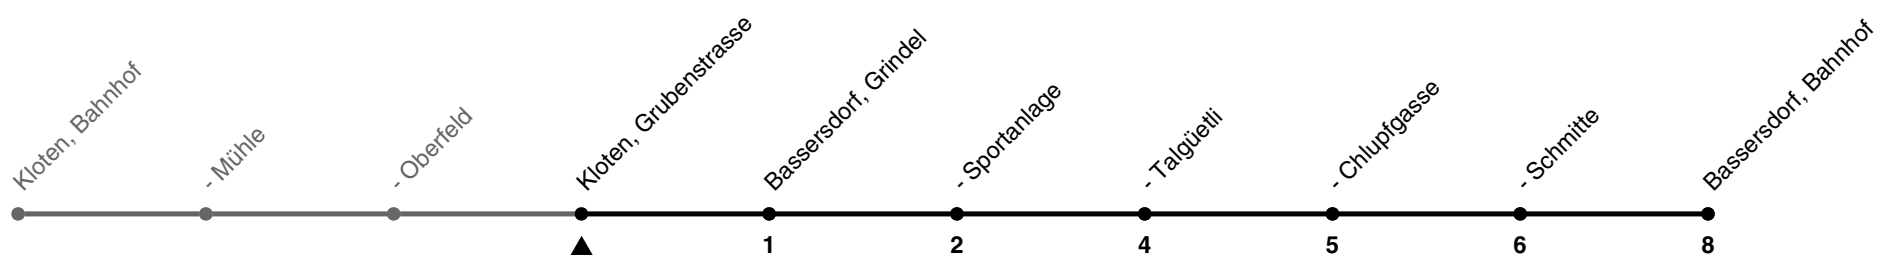 Kloten, Bahnhof
- Mühle
- Oberfeld
Kloten, Grubenstrasse
Bassersdorf, Grindel
- Sportanlage
- Talgüetli
- Chlupfgasse
- Schmitte
Bassersdorf, Bahnhof
1
2
4
5
6
8